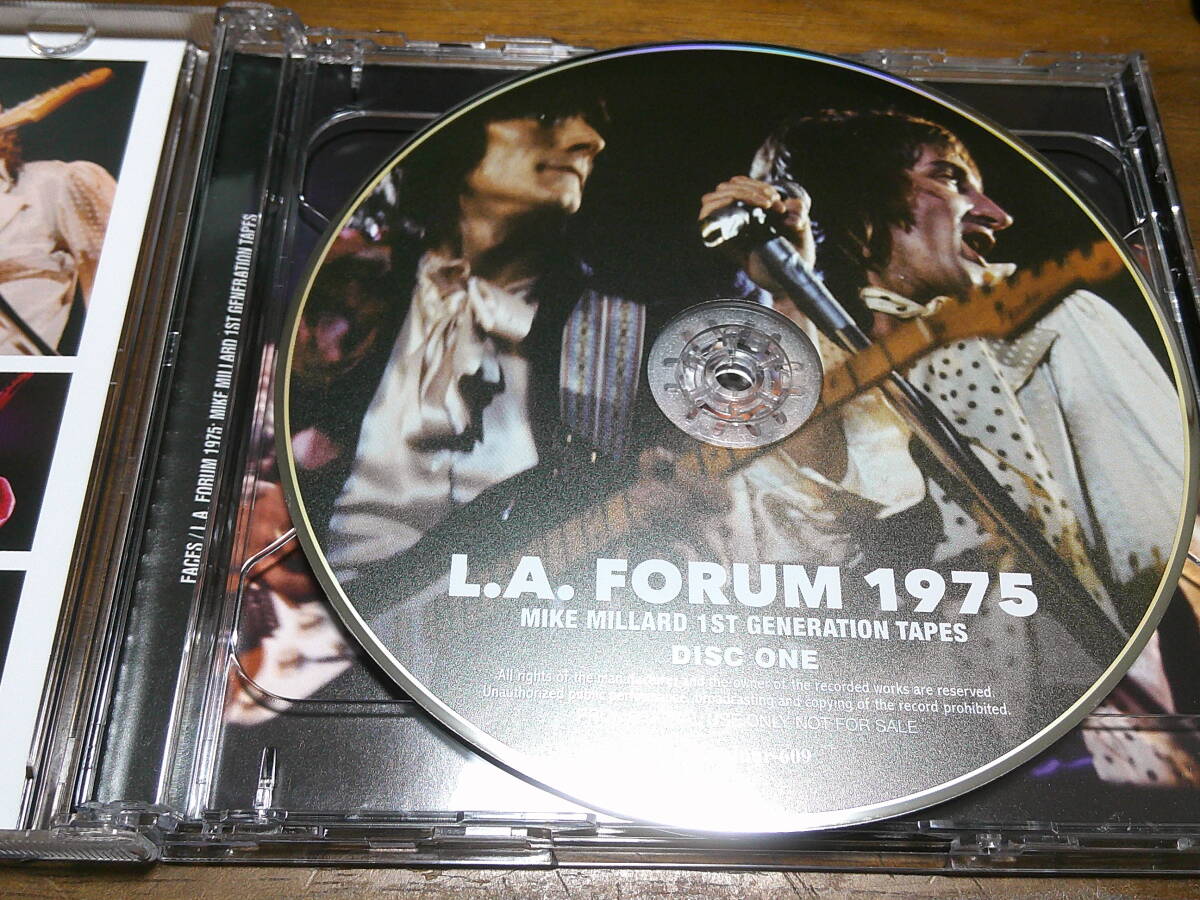 FACES / L.A. FORUM 1975: MIKE MILLARD 1ST GENERATION TAPES
L.A. FORUM 1975
MIKE MILLARD 1ST GENERATION TAPES
DISC ONE
All rights of the manufacturer and the owner of the recorded works are reserved.
Unauthorized public performance, broadcasting and copying of the record prohibited.
USE ONLY NOT FOR SALE